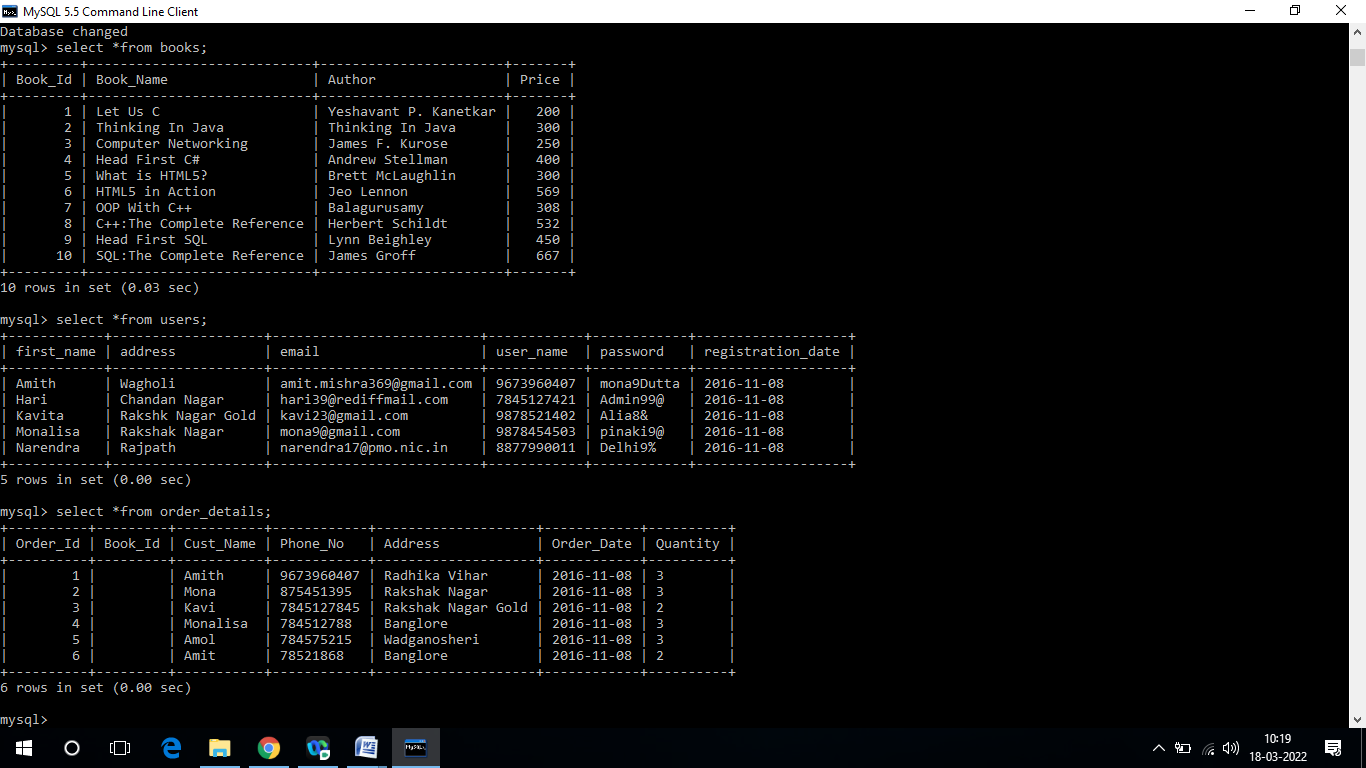 MySQL 5.5 Command Line Client
Database changed
mysql> select *from books;
+---------+----------------------------+-----------------------+-------+
| Book_Id | Book_Name                  | Author                | Price |
+---------+----------------------------+-----------------------+-------+
|       1 | Let Us C                   | Yeshavant P. Kanetkar |   200 |
|       2 | Thinking In Java           | Thinking In Java      |   300 |
|       3 | Computer Networking        | James F. Kurose       |   250 |
|       4 | Head First C#              | Andrew Stellman       |   400 |
|       5 | What is HTML5?             | Brett McLaughlin      |   300 |
|       6 | HTML5 in Action            | Jeo Lennon            |   569 |
|       7 | OOP With C++               | Balagurusamy          |   308 |
|       8 | C++:The Complete Reference | Herbert Schildt       |   532 |
|       9 | Head First SQL             | Lynn Beighley         |   450 |
|      10 | SQL:The Complete Reference | James Groff           |   667 |
+---------+----------------------------+-----------------------+-------+
10 rows in set (0.03 sec)
mysql> select *from users;
+------------+-------------------+--------------------------+------------+------------+-------------------+
| first_name | address           | email                    | user_name  | password   | registration_date |
+------------+-------------------+--------------------------+------------+------------+-------------------+
| Amith      | Wagholi           | amit.mishra369@gmail.com | 9673960407 | mona9Dutta | 2016-11-08        |
| Hari       | Chandan Nagar     | hari39@rediffmail.com    | 7845127421 | Admin99@   | 2016-11-08        |
| Kavita     | Rakshk Nagar Gold | kavi23@gmail.com         | 9878521402 | Alia8&     | 2016-11-08        |
| Monalisa   | Rakshak Nagar     | mona9@gmail.com          | 9878454503 | pinaki9@   | 2016-11-08        |
| Narendra   | Rajpath           | narendra17@pmo.nic.in    | 8877990011 | Delhi9%    | 2016-11-08        |
+------------+-------------------+--------------------------+------------+------------+-------------------+
5 rows in set (0.00 sec)
mysql> select *from order_details;
+----------+---------+-----------+------------+--------------------+------------+----------+
| Order_Id | Book_Id | Cust_Name | Phone_No   | Address            | Order_Date | Quantity |
+----------+---------+-----------+------------+--------------------+------------+----------+
|        1 |         | Amith     | 9673960407 | Radhika Vihar      | 2016-11-08 | 3        |
|        2 |         | Mona      | 875451395  | Rakshak Nagar      | 2016-11-08 | 3        |
|        3 |         | Kavi      | 7845127845 | Rakshak Nagar Gold | 2016-11-08 | 2        |
|        4 |         | Monalisa  | 784512788  | Banglore           | 2016-11-08 | 3        |
|        5 |         | Amol      | 784575215  | Wadganosheri       | 2016-11-08 | 3        |
|        6 |         | Amit      | 78521868   | Banglore           | 2016-11-08 | 2        |
+----------+---------+-----------+------------+--------------------+------------+----------+
6 rows in set (0.00 sec)
mysql>
10:19
18-03-2022